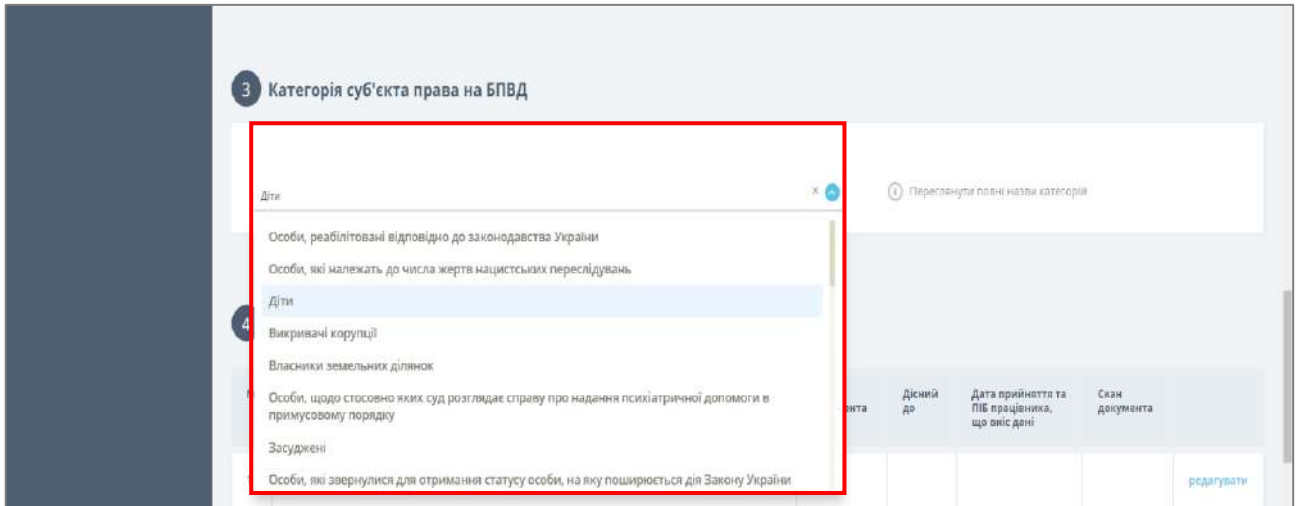 3 Категорія суб'єкта права на БПВД
Діти
x
Переглянути повні назви категорій
Особи, реабілітовані відповідно до законодавства України
Особи, які належать до числа жертв нацистських переслідувань
Діти
4
Викривачі корупції
Власники земельних ділянок
Особи, щодо стосовно яких суд розглядає справу про надання психіатричної допомоги в
примусовому порядку
Засуджені
Особи, які звернулися для отримання статусу особи, на яку поширюється дія Закону України
Дісний
до
Дата прийняття та
ПІБ працівника,
що вніс дані
Скан
документа
редагувати